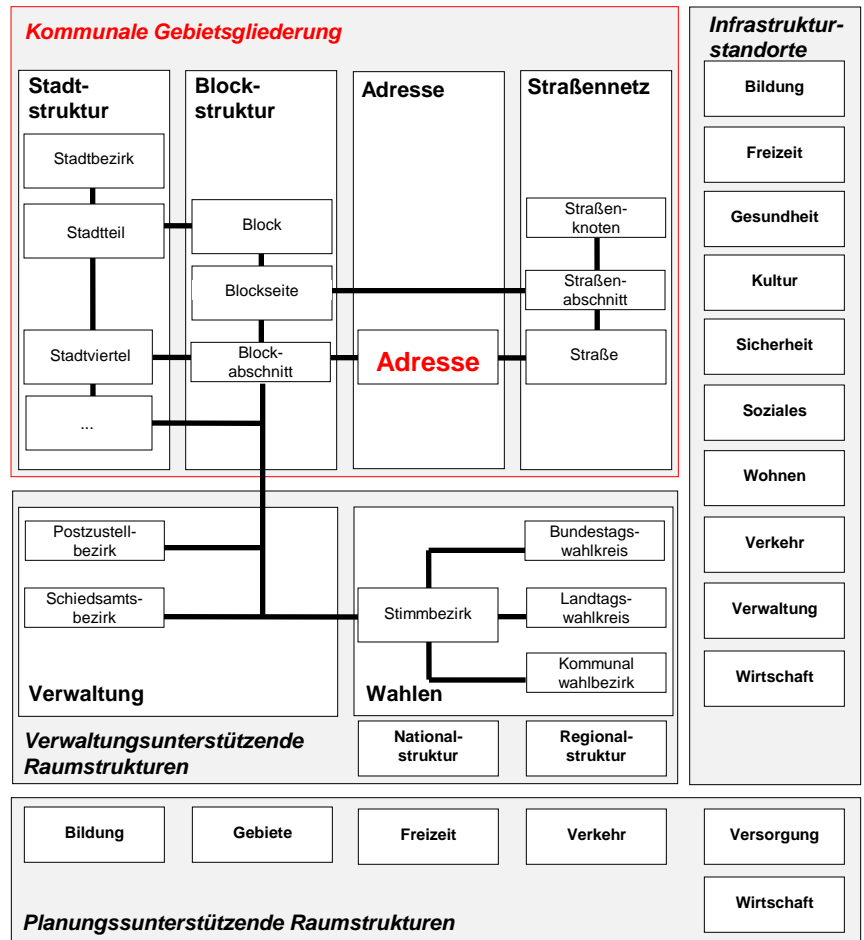 Kommunale Gebietsgliederung
Stadt-
struktur
Stadtbezirk
Stadtteil
Stadtviertel
...
Block-
struktur
Block
Blockseite
Block-
abschnitt
Adresse
Adresse
Straßennetz
Straßen-
knoten
Straßen-
abschnitt
Straße
Postzustell-
bezirk
Schiedsamts-
bezirk
Verwaltung
Stimmbezirk
Bundestags-
wahlkreis
Landtags-
wahlkreis
Kommunal
wahlbezirk
Wahlen
Verwaltungsunterstützende
Raumstrukturen
National-
struktur
Regional-
struktur
Infrastruktur-
standorte
Bildung
Freizeit
Gesundheit
Kultur
Sicherheit
Soziales
Wohnen
Verkehr
Verwaltung
Wirtschaft
Bildung
Gebiete
Freizeit
Verkehr
Versorgung
Wirtschaft
Planungssunterstützende Raumstrukturen